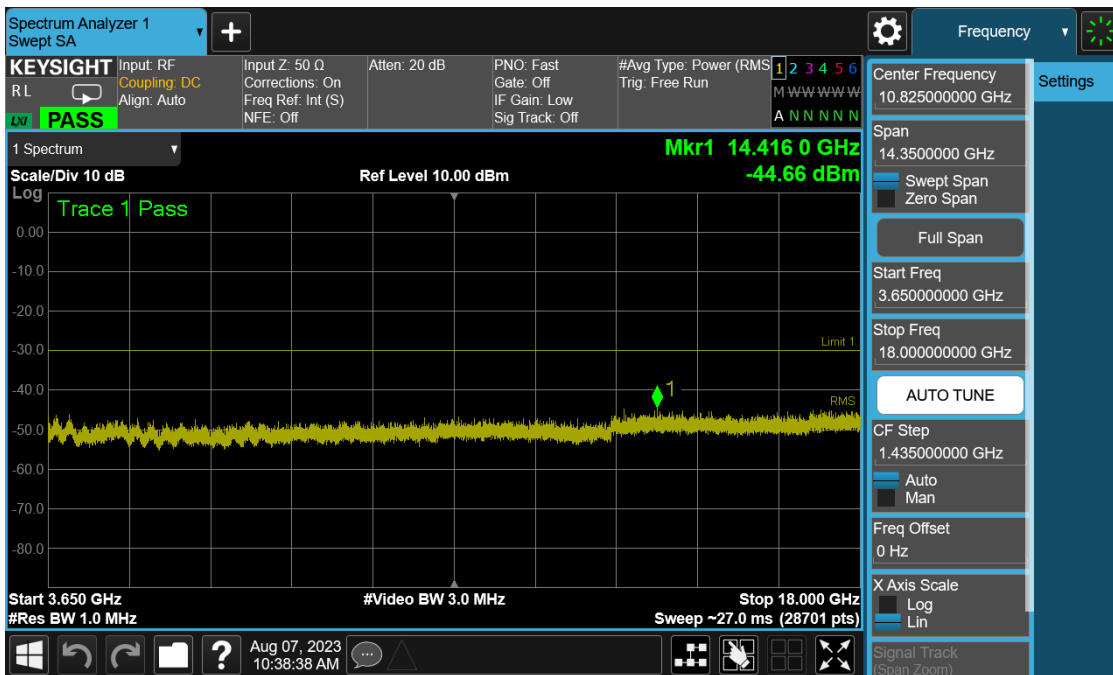 Spectrum Analyzer 1
Swept SA
Frequency
KEYSIGHT
RL
LXI
PASS
Input: RF
Coupling: DC
Align: Auto
Input Z: 50 Ω
Corrections: On
Freq Ref: Int (S)
NFE: Off
Atten: 20 dB
PNO: Fast
Gate: Off
IF Gain: Low
Sig Track: Off
#Avg Type: Power (RMS
Trig: Free Run
1 2 3 4 5 6
M W W W W W
A N N N N N
1 Spectrum
Mkr1 14.416 0 GHz
Scale/Div 10 dB
Ref Level 10.00 dBm
-44.66 dBm
Log
Trace 1 Pass
0.00
-10.0
-20.0
-30.0
Limit 1
-40.0
1
RMS
-50.0
-60.0
-70.0
-80.0
Start 3.650 GHz
#Video BW 3.0 MHz
Stop 18.000 GHz
#Res BW 1.0 MHz
Sweep ~27.0 ms (28701 pts)
?
Aug 07, 2023
10:38:38 AM
Center Frequency
10.825000000 GHz
Settings
Span
14.3500000 GHz
Swept Span
Zero Span
Full Span
Start Freq
3.650000000 GHz
Stop Freq
18.000000000 GHz
AUTO TUNE
CF Step
1.435000000 GHz
Auto
Man
Freq Offset
0 Hz
X Axis Scale
Log
Lin
Signal Track
(Span Zoom)